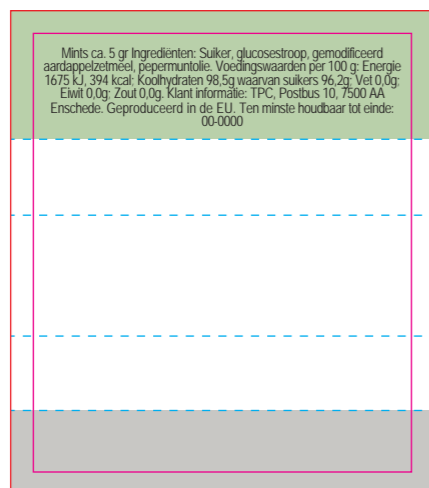 Mints ca. 5 gr Ingrediënten: Suiker, glucosestroop, gemodificeerd
aardappelzetmeel, pepermuntolie. Voedingswaarden per 100 g: Energie
1675 kJ, 394 kcal; Koolhydraten 98,5g waarvan suikers 96,2g; Vet 0,0g;
Eiwit 0,0g; Zout 0,0g. Klant informatie: TPC, Postbus 10, 7500 AA
Enschede. Geproduceerd in de EU. Ten minste houdbaar tot einde:
00-0000